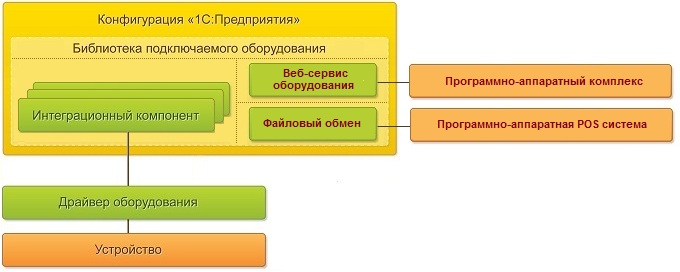 Конфигурация «1С:Предприятия»
Библиотека подключаемого оборудования
Интеграционный компонент
Веб-сервис
оборудования
Программно-аппаратный комплекс
Файловый обмен
Программно-аппаратная POS система
Драйвер оборудования
Устройство